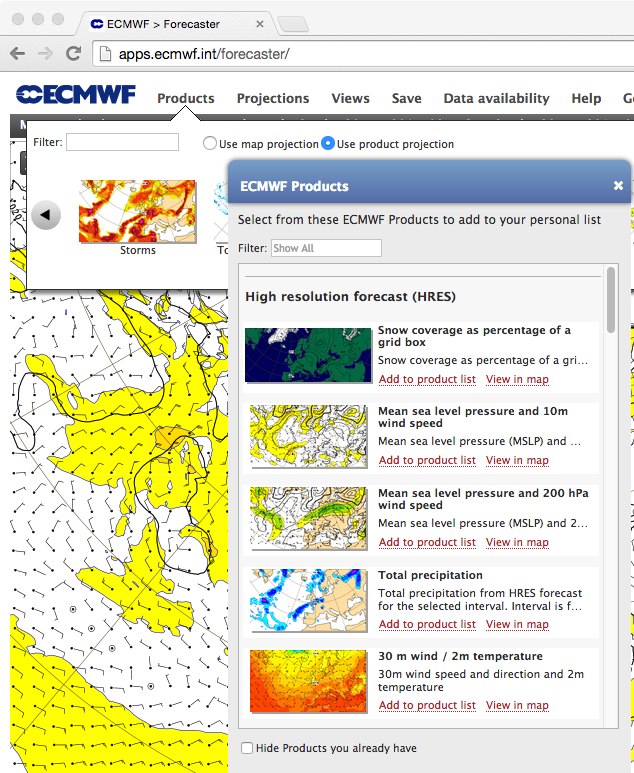 ECMWF > Forecaster
apps.ecmwf.int/forecaster/
ECMWF Products Projections Views Save Data availability Help
Filter:
Use map projection Use product projection
Storms
ECMWF Products
Select from these ECMWF Products to add to your personal list
Filter: Show All
High resolution forecast (HRES)
Snow coverage as percentage of a
grid box
Snow coverage as percentage of a gri...
Add to product list View in map
Mean sea level pressure and 10m
wind speed
Mean sea level pressure (MSLP) and ...
Add to product list View in map
Mean sea level pressure and 200 hPa
wind speed
Mean sea level pressure (MSLP) and 2...
Add to product list View in map
Total precipitation
Total precipitation from HRES forecast
for the selected interval. Interval is f...
Add to product list View in map
30 m wind / 2m temperature
30m wind speed and direction and 2m
temperature
Add to product list View in map
Hide Products you already have